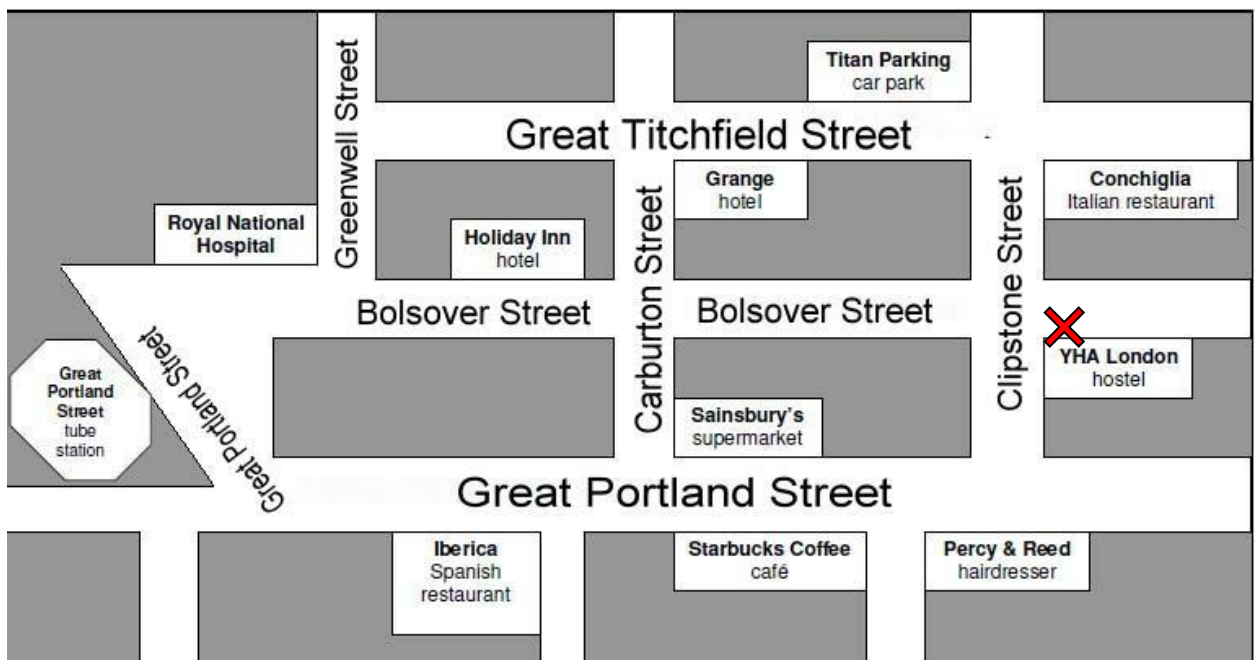 Titan Parking
car park
Greenwell Street
Great Titchfield Street
Grange
hotel
Conchiglia
Italian restaurant
Royal National
Hospital
Holiday Inn
hotel
Carburton Street
Clipstone Street
Bolsover Street
Bolsover Street
Great Portland Street
YHA London
hostel
Great
Portland
Street
tube
station
Sainsbury's
supermarket
Great Portland Street
Iberica
Spanish
restaurant
Starbucks Coffee
café
Percy & Reed
hairdresser